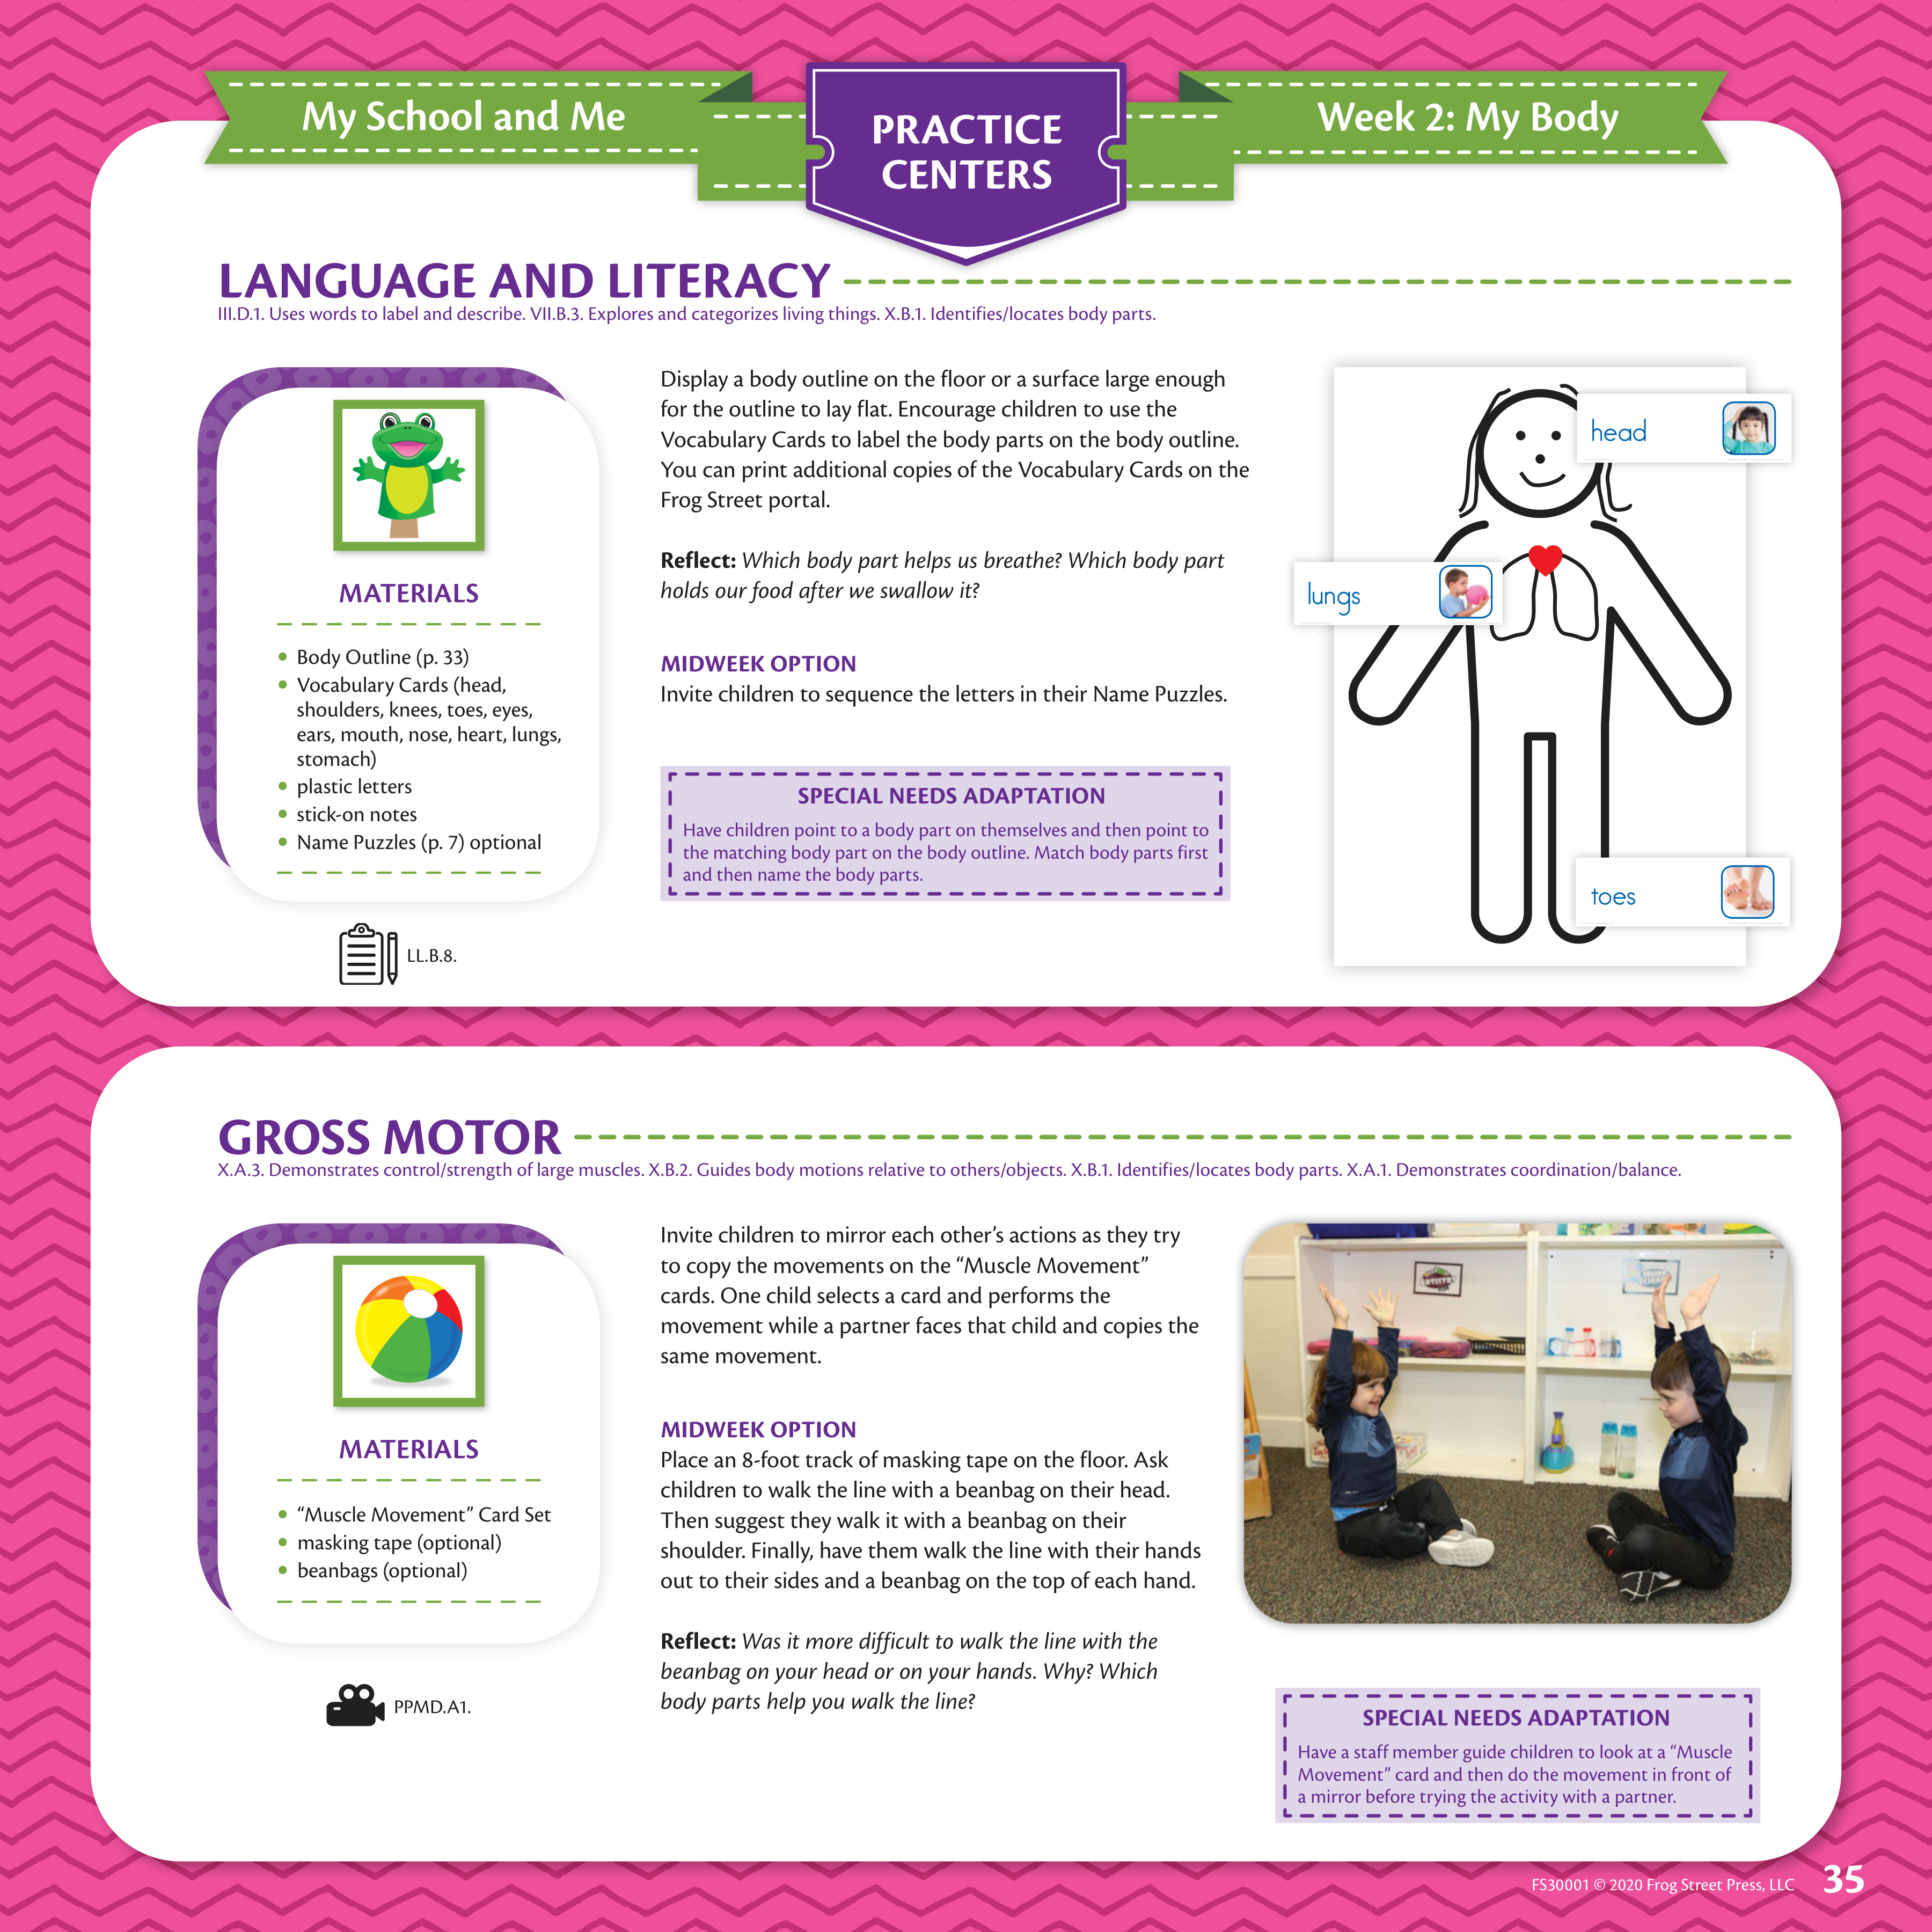 My School and Me
PRACTICE
CENTERS
Week 2: My Body
LANGUAGE AND LITERACY
III.D.1. Uses words to label and describe. VII.B.3. Explores and categorizes living things. X.B.1. Identifies/locates body parts.
MATERIALS
• Body Outline (p. 33)
• Vocabulary Cards (head,
shoulders, knees, toes, eyes,
ears, mouth, nose, heart, lungs,
stomach)
• plastic letters
• stick-on notes
• Name Puzzles (p. 7) optional
LL.B.8.
Display a body outline on the floor or a surface large enough
for the outline to lay flat. Encourage children to use the
Vocabulary Cards to label the body parts on the body outline.
You can print additional copies of the Vocabulary Cards on the
Frog Street portal.
Reflect: Which body part helps us breathe? Which body part
holds our food after we swallow it?
MIDWEEK OPTION
Invite children to sequence the letters in their Name Puzzles.
SPECIAL NEEDS ADAPTATION
Have children point to a body part on themselves and then point to
the matching body part on the body outline. Match body parts first
and then name the body parts.
head
lungs
toes
GROSS MOTOR
X.A.3. Demonstrates control/strength of large muscles. X.B.2. Guides body motions relative to others/objects. X.B.1. Identifies/locates body parts. X.A.1. Demonstrates coordination/balance.
MATERIALS
• “Muscle Movement” Card Set
• masking tape (optional)
• beanbags (optional)
PPMD.A1.
Invite children to mirror each other’s actions as they try
to copy the movements on the “Muscle Movement”
cards. One child selects a card and performs the
movement while a partner faces that child and copies the
same movement.
MIDWEEK OPTION
Place an 8-foot track of masking tape on the floor. Ask
children to walk the line with a beanbag on their head.
Then suggest they walk it with a beanbag on their
shoulder. Finally, have them walk the line with their hands
out to their sides and a beanbag on the top of each hand.
Reflect: Was it more difficult to walk the line with the
beanbag on your head or on your hands. Why? Which
body parts help you walk the line?
SPECIAL NEEDS ADAPTATION
Have a staff member guide children to look at a “Muscle
Movement” card and then do the movement in front of
a mirror before trying the activity with a partner.
FS30001 © 2020 Frog Street Press, LLC 35